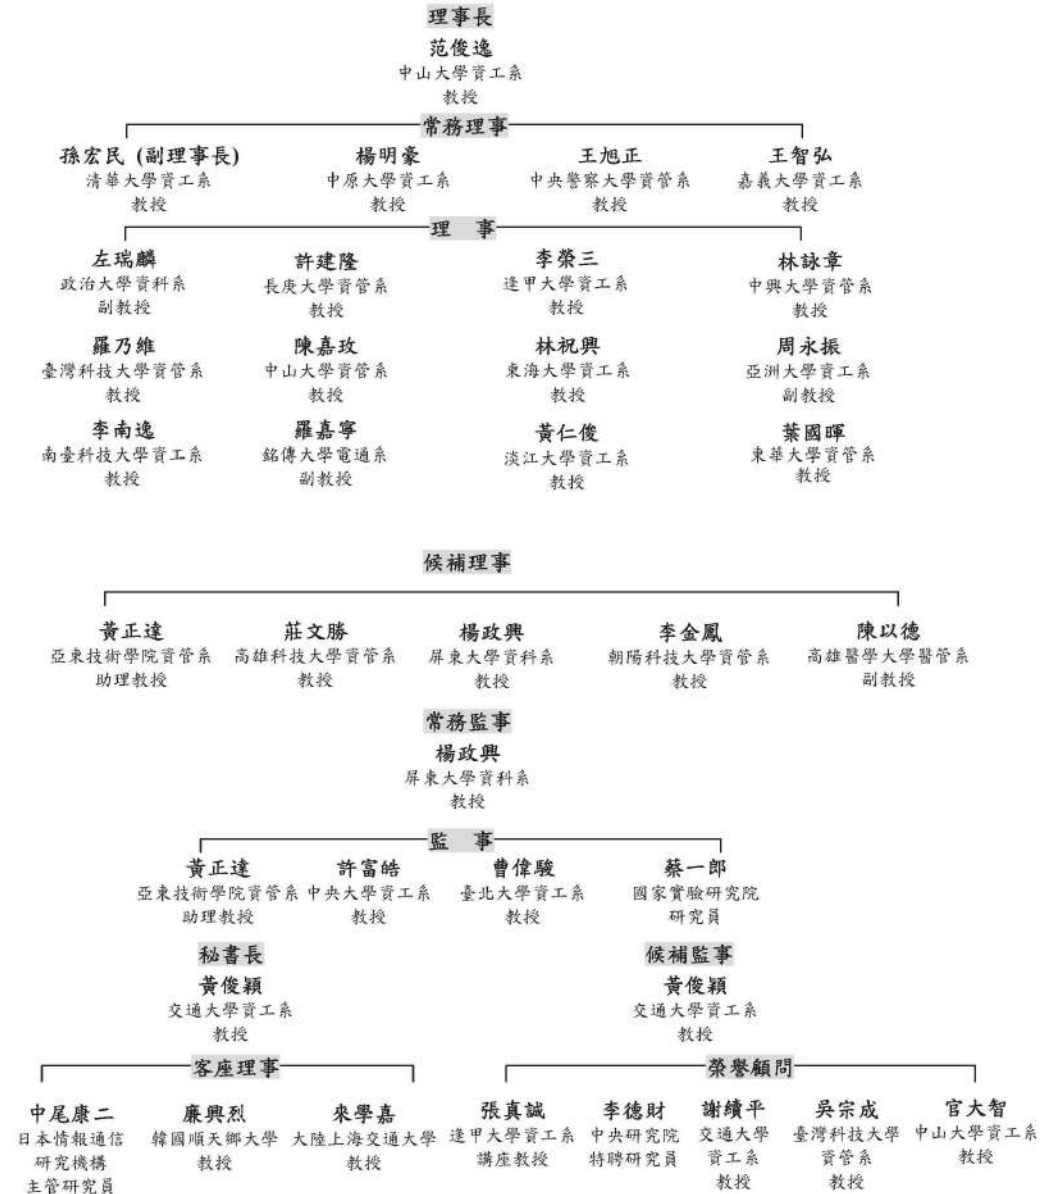 理事長
范俊逸
中山大學資工系
教授
常務理事
孫宏民 (副理事長)
清華大學資工系
教授
楊明豪
中原大學資工系
教授
王旭正
中央警察大學資管系
教授
王智弘
嘉義大學資工系
教授
理 事
左瑞麟
政治大學資科系
副教授
許建隆
長庚大學資管系
教授
李榮三
逢甲大學資工系
教授
林詠章
中興大學資管系
教授
羅乃維
臺灣科技大學資管系
教授
陳嘉玫
中山大學資管系
教授
林祝興
東海大學資工系
教授
周永振
亞洲大學資工系
副教授
李南逸
南臺科技大學資工系
教授
羅嘉寧
銘傳大學電通系
副教授
黃仁俊
淡江大學資工系
教授
葉國暉
東華大學資管系
教授
候補理事
黃正達
亞東技術學院資管系
助理教授
莊文勝
高雄科技大學資管系
教授
楊政興
屏東大學資科系
教授
李金鳳
朝陽科技大學資管系
教授
陳以德
高雄醫學大學醫管系
副教授
常務監事
楊政興
屏東大學資科系
教授
監 事
黃正達
亞東技術學院資管系
助理教授
許富皓
中央大學資工系
教授
曹偉駿
臺北大學資工系
教授
蔡一郎
國家實驗研究院
研究員
秘書長
黃俊穎
交通大學資工系
教授
候補監事
黃俊穎
交通大學資工系
教授
客座理事
中尾康二
日本情報通信
研究機構
主管研究員
廉興烈
韓國順天鄉大學
教授
來學嘉
大陸上海交通大學
教授
榮譽顧問
張真誠
逢甲大學資工系
講座教授
李德財
中央研究院
特聘研究員
謝續平
交通大學
資工系
教授
吳宗成
臺灣科技大學
資管系
教授
官大智
中山大學資工系
教授